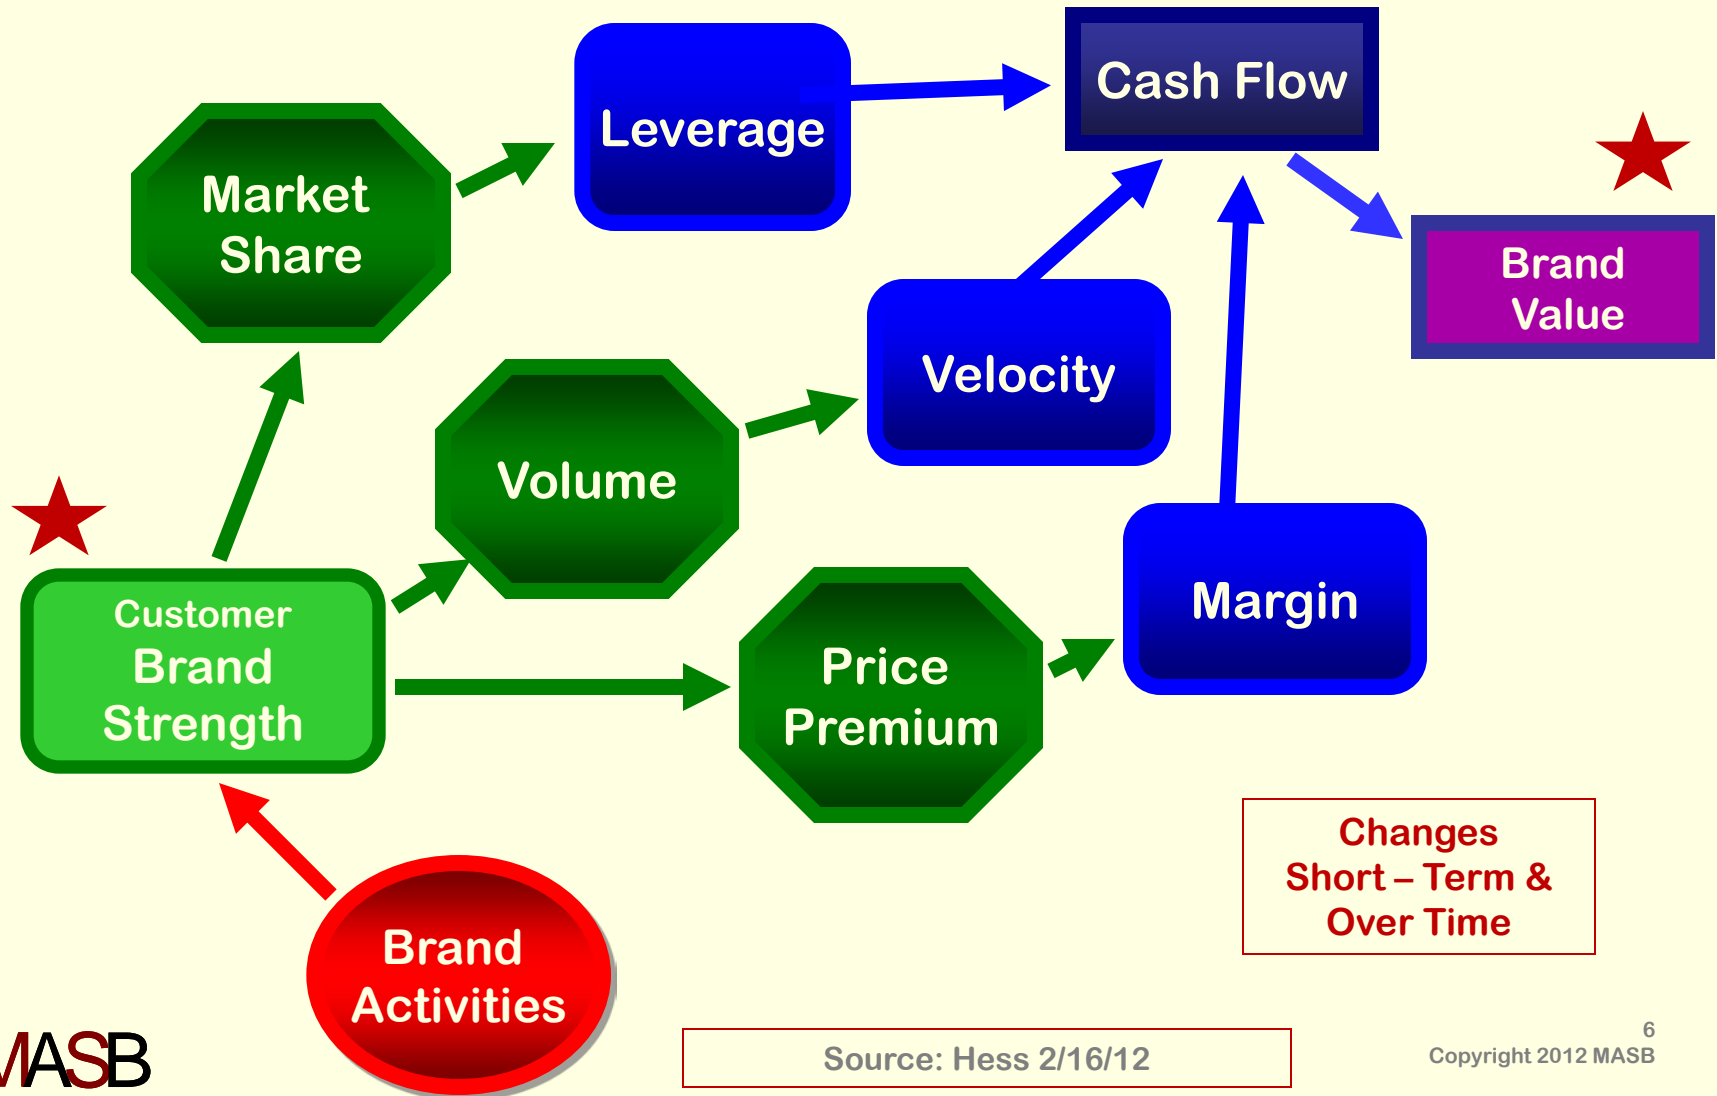 Cash Flow
Leverage
Market
Share
Brand
Value
Velocity
Volume
Customer
Brand
Strength
Margin
Price
Premium
Changes
Short – Term &
Over Time
Brand
Activities
MASB
Source: Hess 2/16/12
6
Copyright 2012 MASB